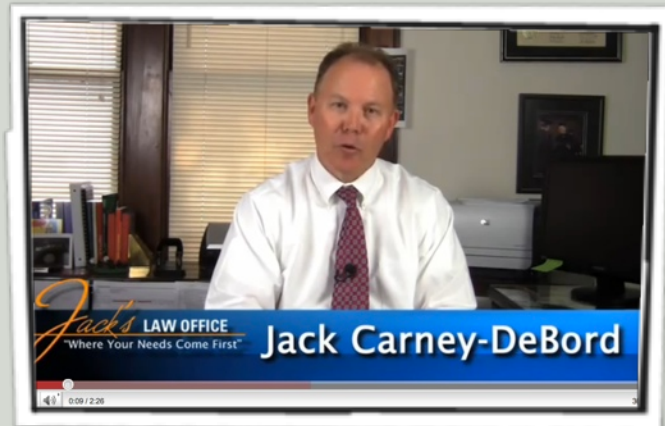 Jack's LAW OFFICE
"Where Your Needs Come First"
Jack Carney-DeBord
0:09 / 2:26